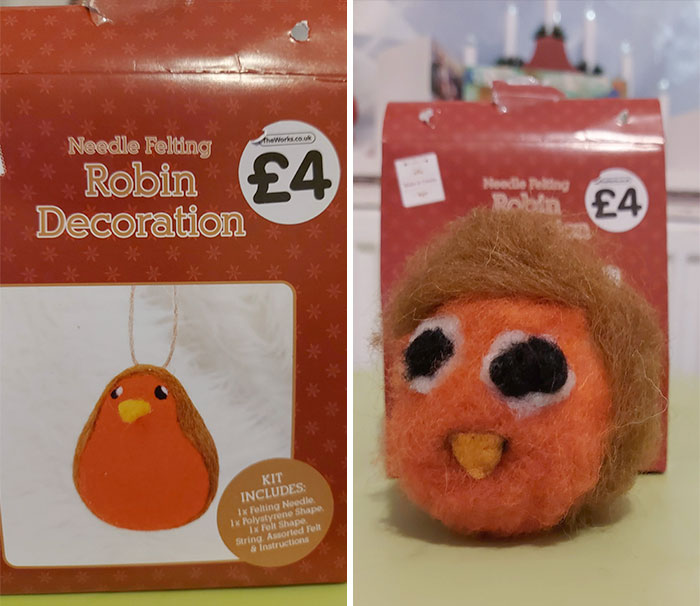 Needle Felting
Robin
Decoration
TheWorks.co.uk
£4
KIT
INCLUDES:
1x Felting Needle,
1x Polystyrene Shape,
1x Felt Shape,
String, Assorted Felt
& Instructions
Needle Felting
Robin
£4